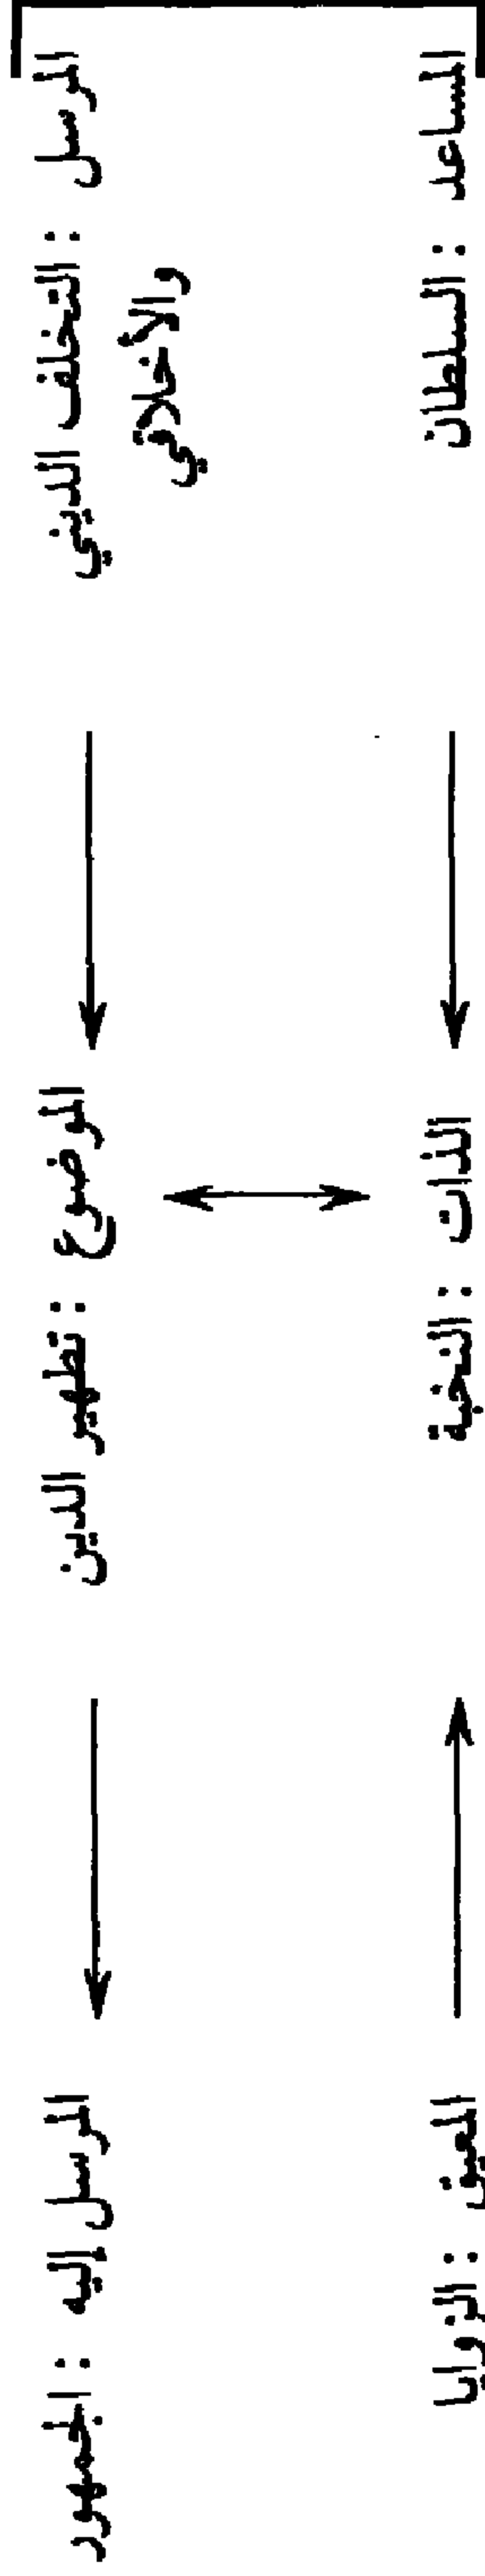 المرسل : التخلف الديني
والأخلاقي
الموضوع : تطهير الدين
المرسل إليه : الجمهور
المساعد : السلطان
الذات : النخبة
المعيق : الزوايا